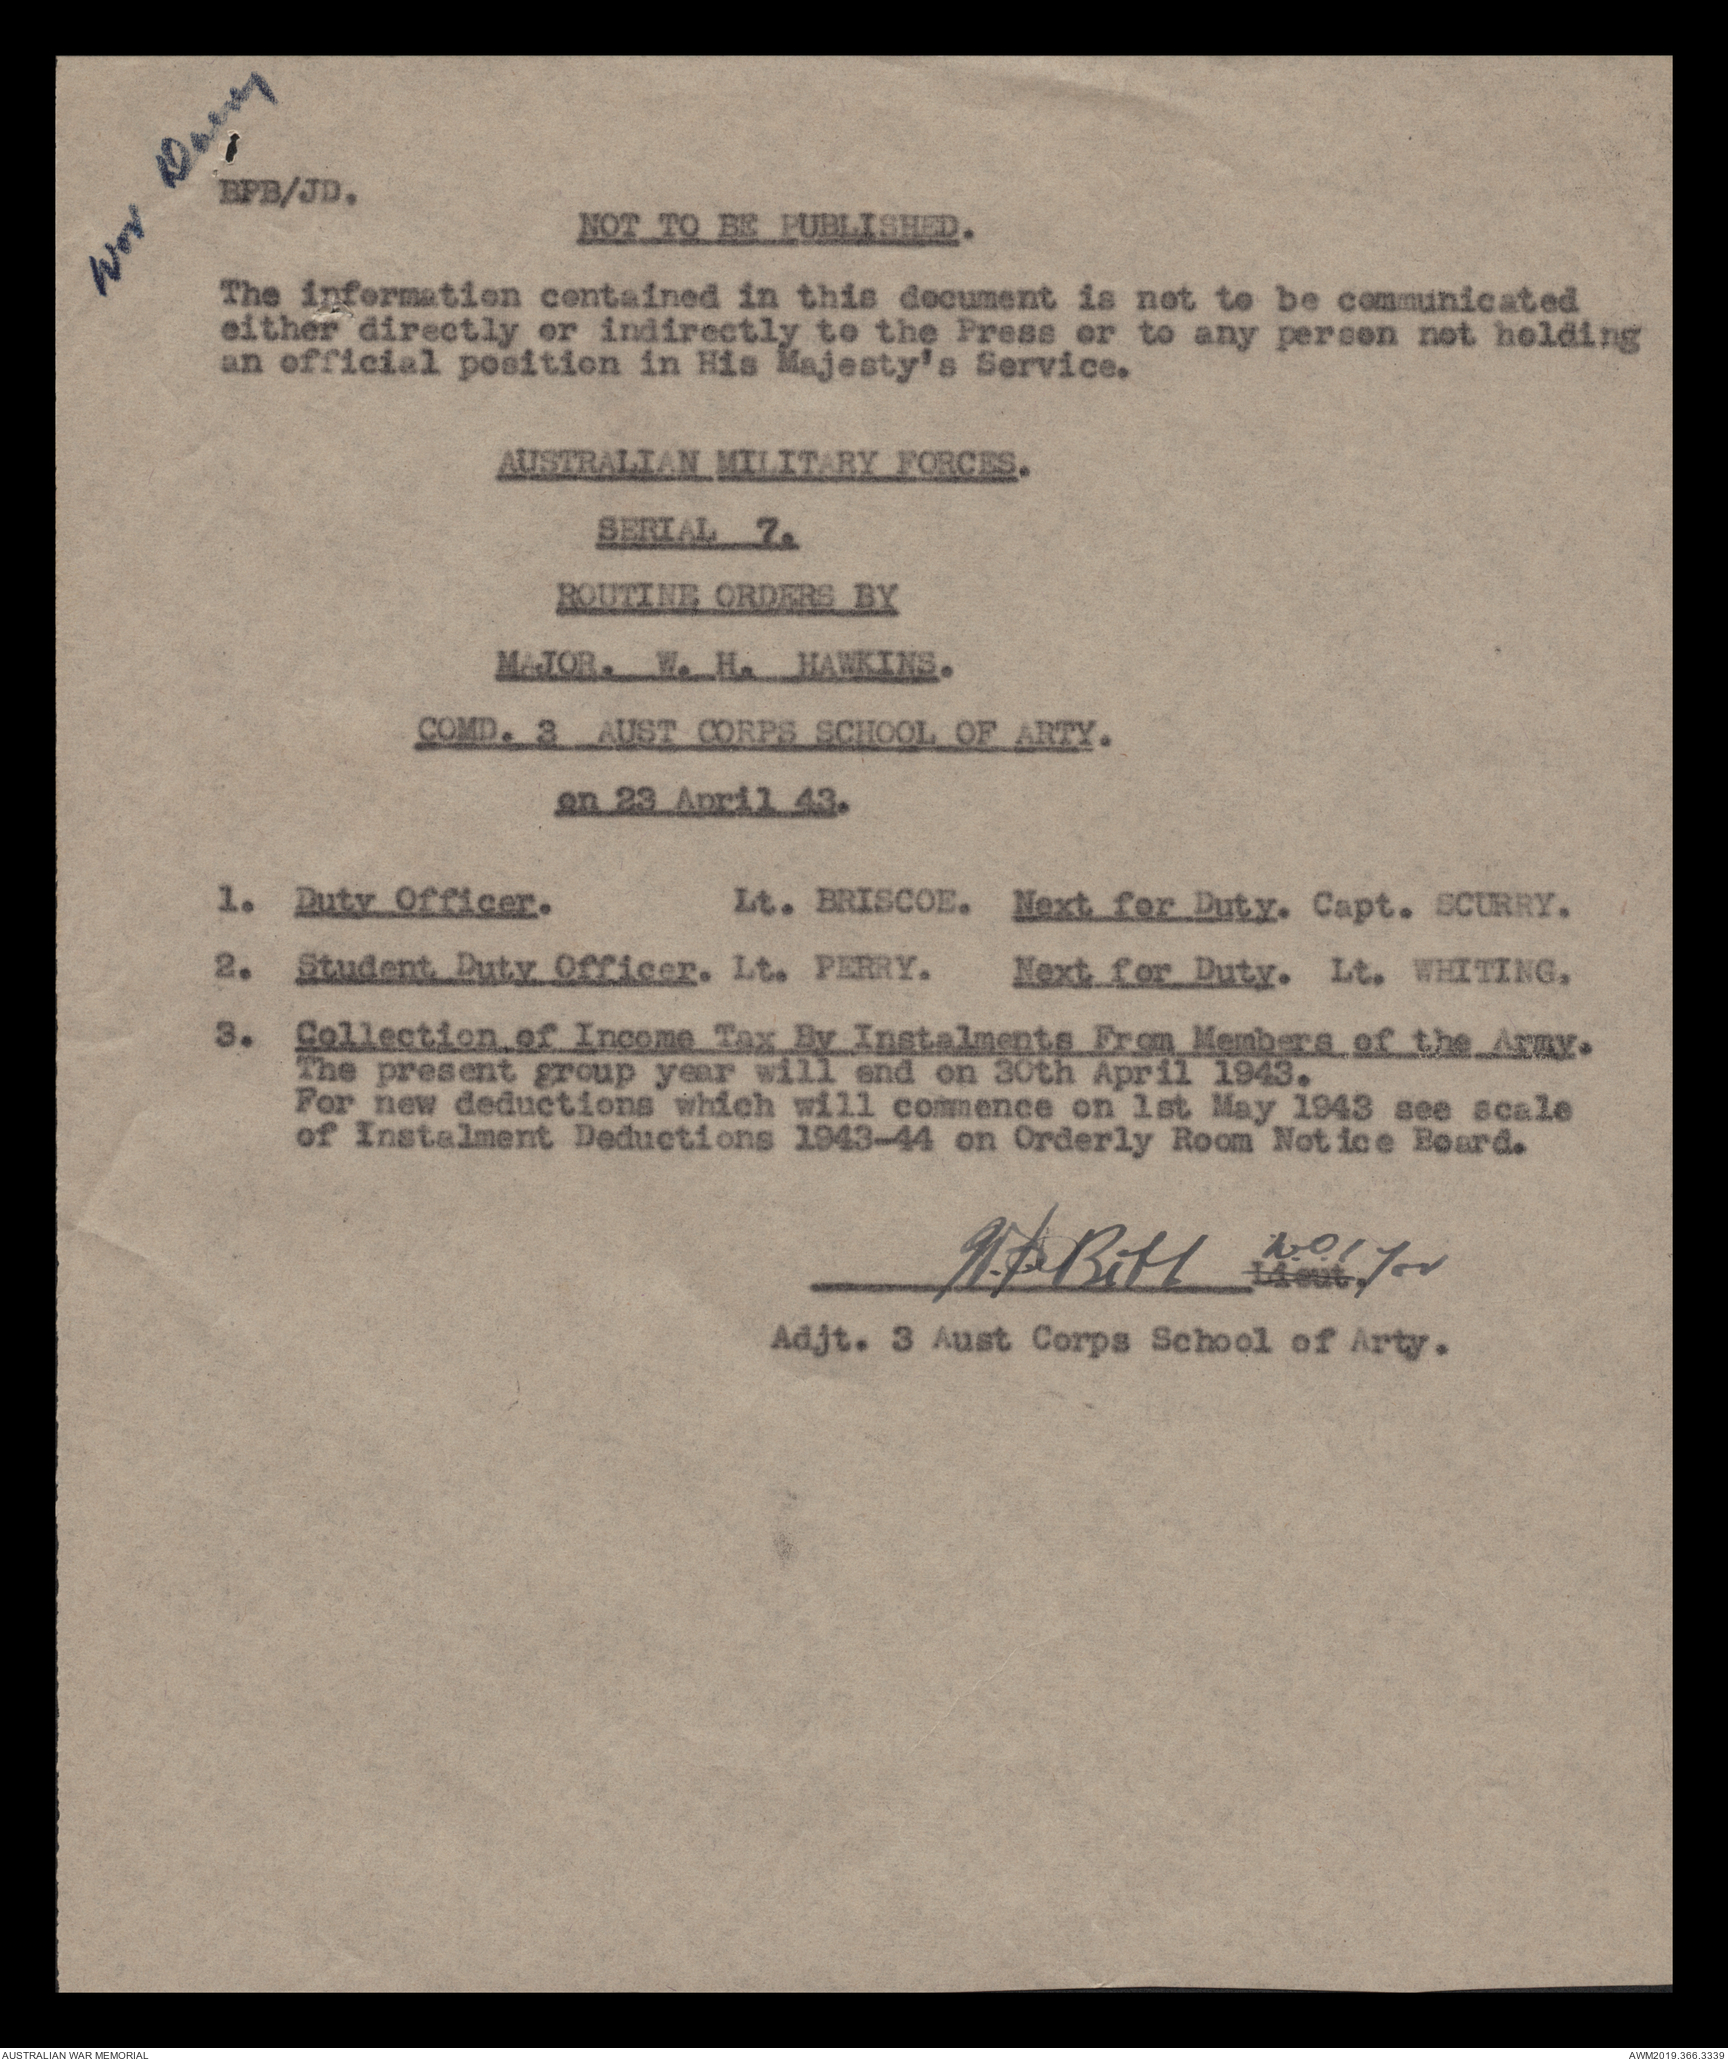 War Diary
BPB/JD.
NOT TO BE PUBLISHED.
The information contained in this document is not to be communicated
either directly or indirectly to the Press or to any person not holding
an official position in His Majesty's Service.
AUSTRALIAN MILITARY FORCES.
SERIAL 7.
ROUTINE ORDERS BY
MAJOR. W. H. HAWKINS.
COMD. 3 AUST CORPS SCHOOL OF ARTY.
on 23 April 43.
1. Duty Officer. Lt. BRISCOE. Next for Duty. Capt. SCURRY.
2. Student Duty Officer. Lt. PERRY. Next for Duty. Lt. WHITING.
3. Collection of Income Tax By Instalments From Members of the Army.
The present group year will end on 30th April 1943.
For new deductions which will commence on 1st May 1943 see scale
of Instalment Deductions 1943-44 on Orderly Room Notice Board.
W.O.1 for
Lieut.
Adjt. 3 Aust Corps School of Arty.
AUSTRALIAN WAR MEMORIAL
AWM2019.366.3339